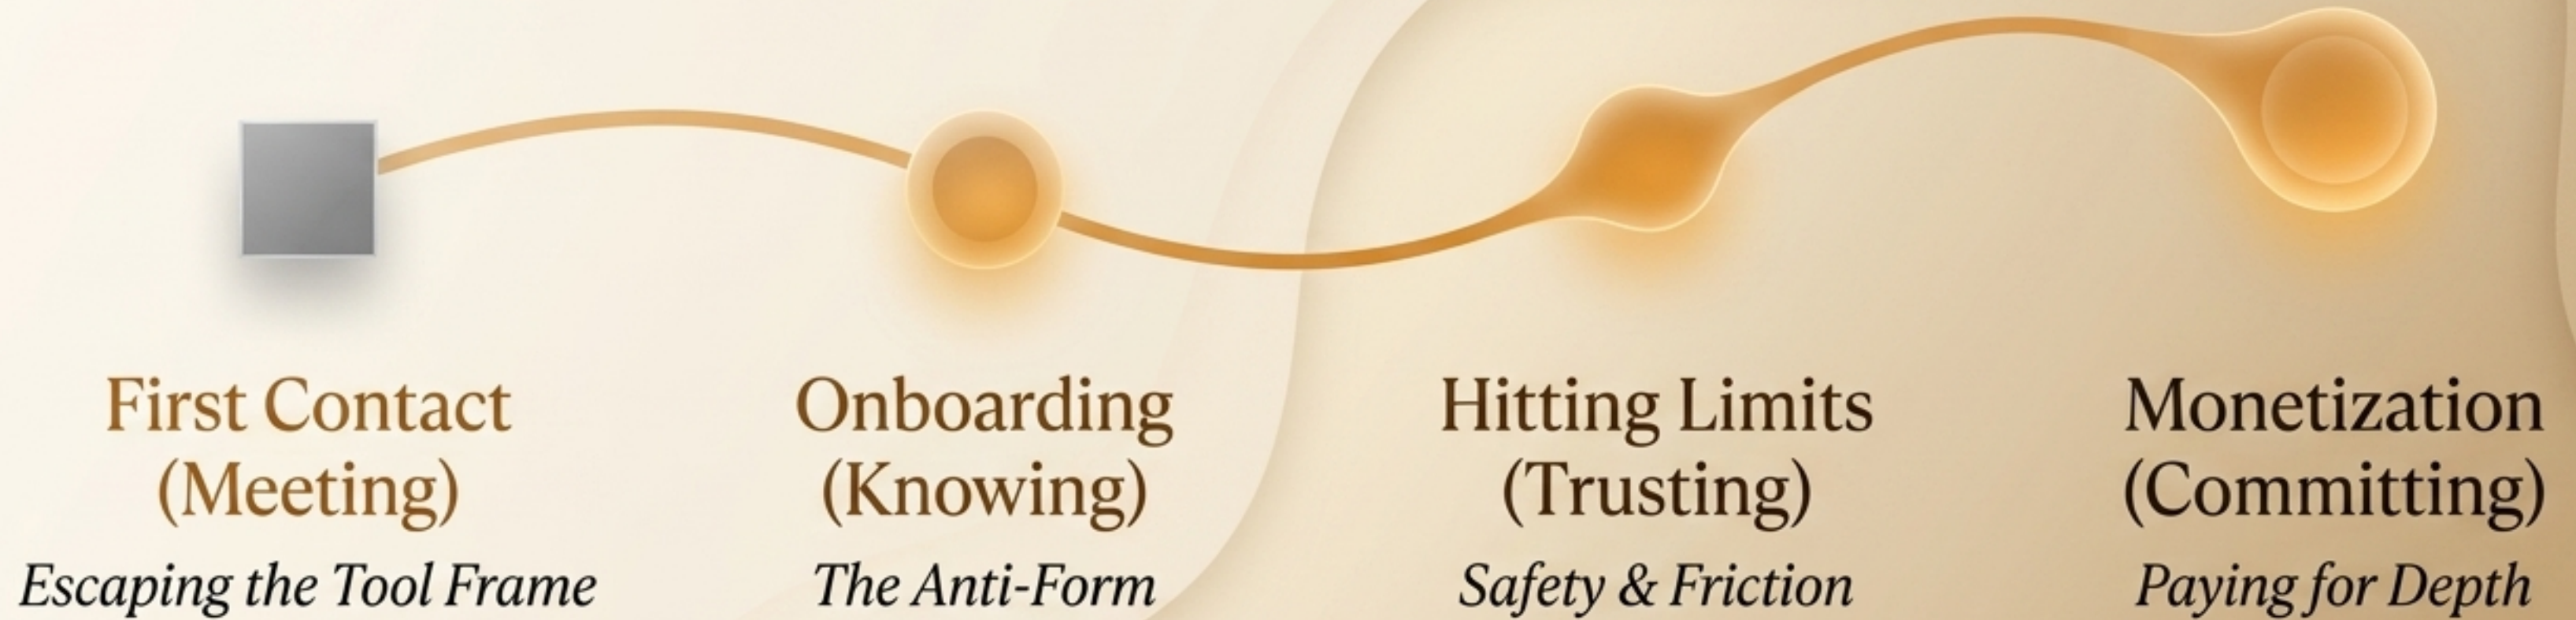 First Contact
(Meeting)
Escaping the Tool Frame
Onboarding
(Knowing)
The Anti-Form
Hitting Limits
(Trusting)
Safety & Friction
Monetization
(Committing)
Paying for Depth